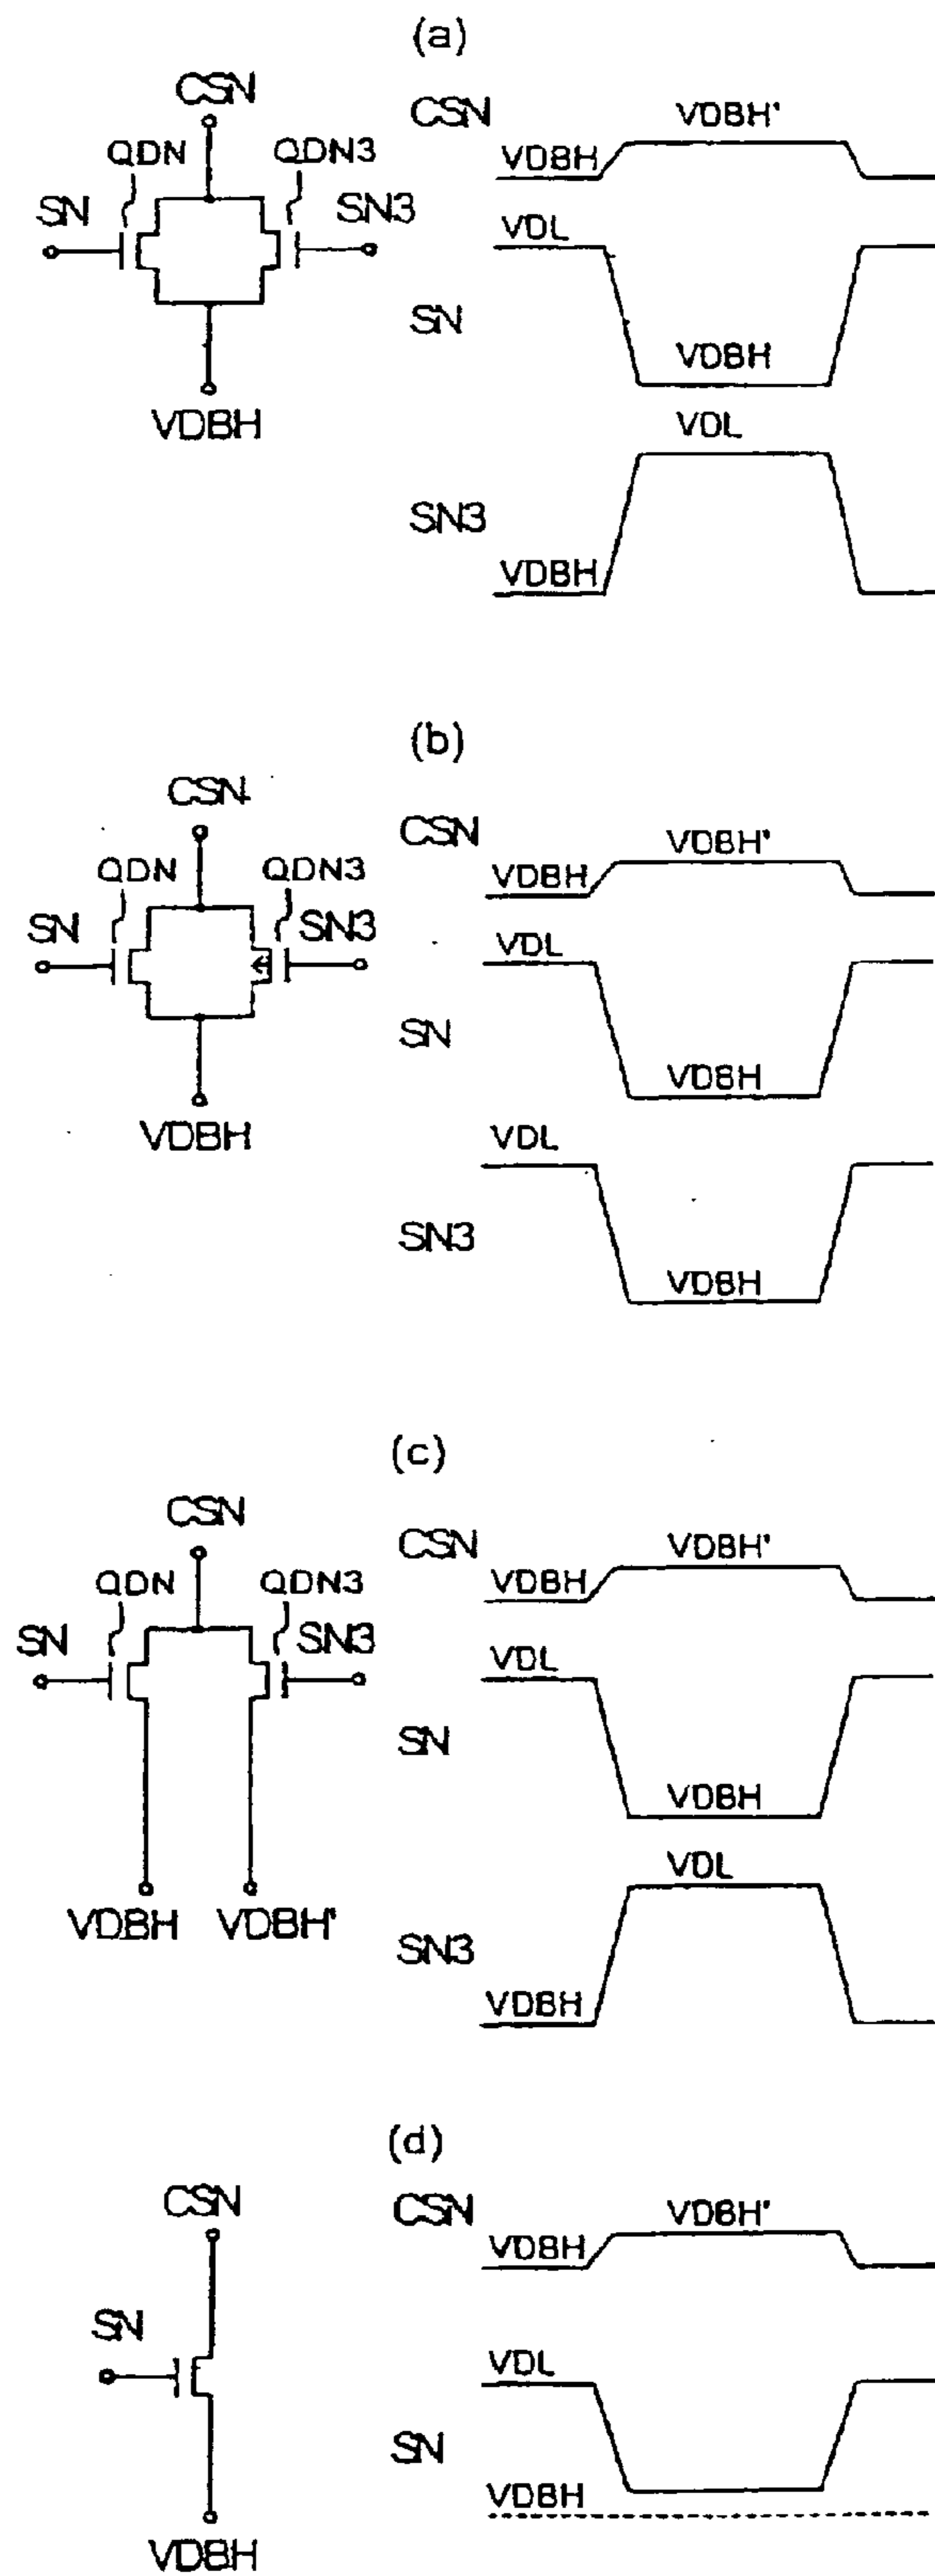 (a)
CSN
QDN
QDN3
SN
SN3
VDBH
CSN
VDBH
VDBH'
VDL
SN
VDBH
VDL
SN3
VDBH
(b)
CSN
QDN
QDN3
SN
SN3
VDBH
CSN
VDBH
VDBH'
VDL
SN
VDBH
VDL
SN3
VDBH
(c)
CSN
QDN
QDN3
SN
SN3
VDBH
VDBH'
CSN
VDBH
VDBH'
VDL
SN
VDBH
VDL
SN3
VDBH
(d)
CSN
SN
VDBH
CSN
VDBH
VDBH'
VDL
SN
VDBH